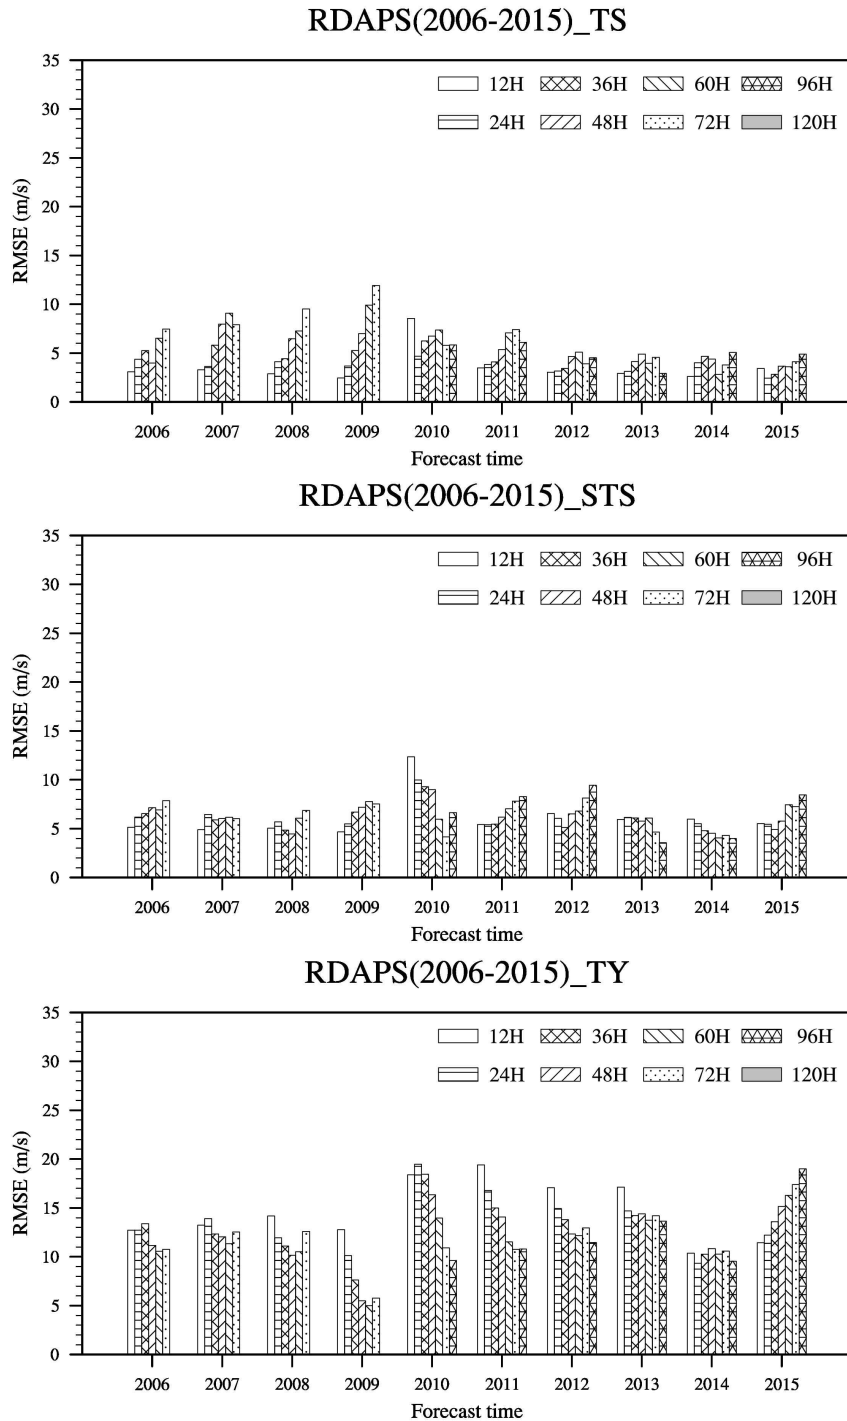 RDAPS(2006-2015)_TS
35
30
25
20
15
10
5
0
RMSE (m/s)
12H 36H 60H 96H
24H 48H 72H 120H
2006 2007 2008 2009 2010 2011 2012 2013 2014 2015
Forecast time
RDAPS(2006-2015)_STS
35
30
25
20
15
10
5
0
RMSE (m/s)
12H 36H 60H 96H
24H 48H 72H 120H
2006 2007 2008 2009 2010 2011 2012 2013 2014 2015
Forecast time
RDAPS(2006-2015)_TY
35
30
25
20
15
10
5
0
RMSE (m/s)
12H 36H 60H 96H
24H 48H 72H 120H
2006 2007 2008 2009 2010 2011 2012 2013 2014 2015
Forecast time